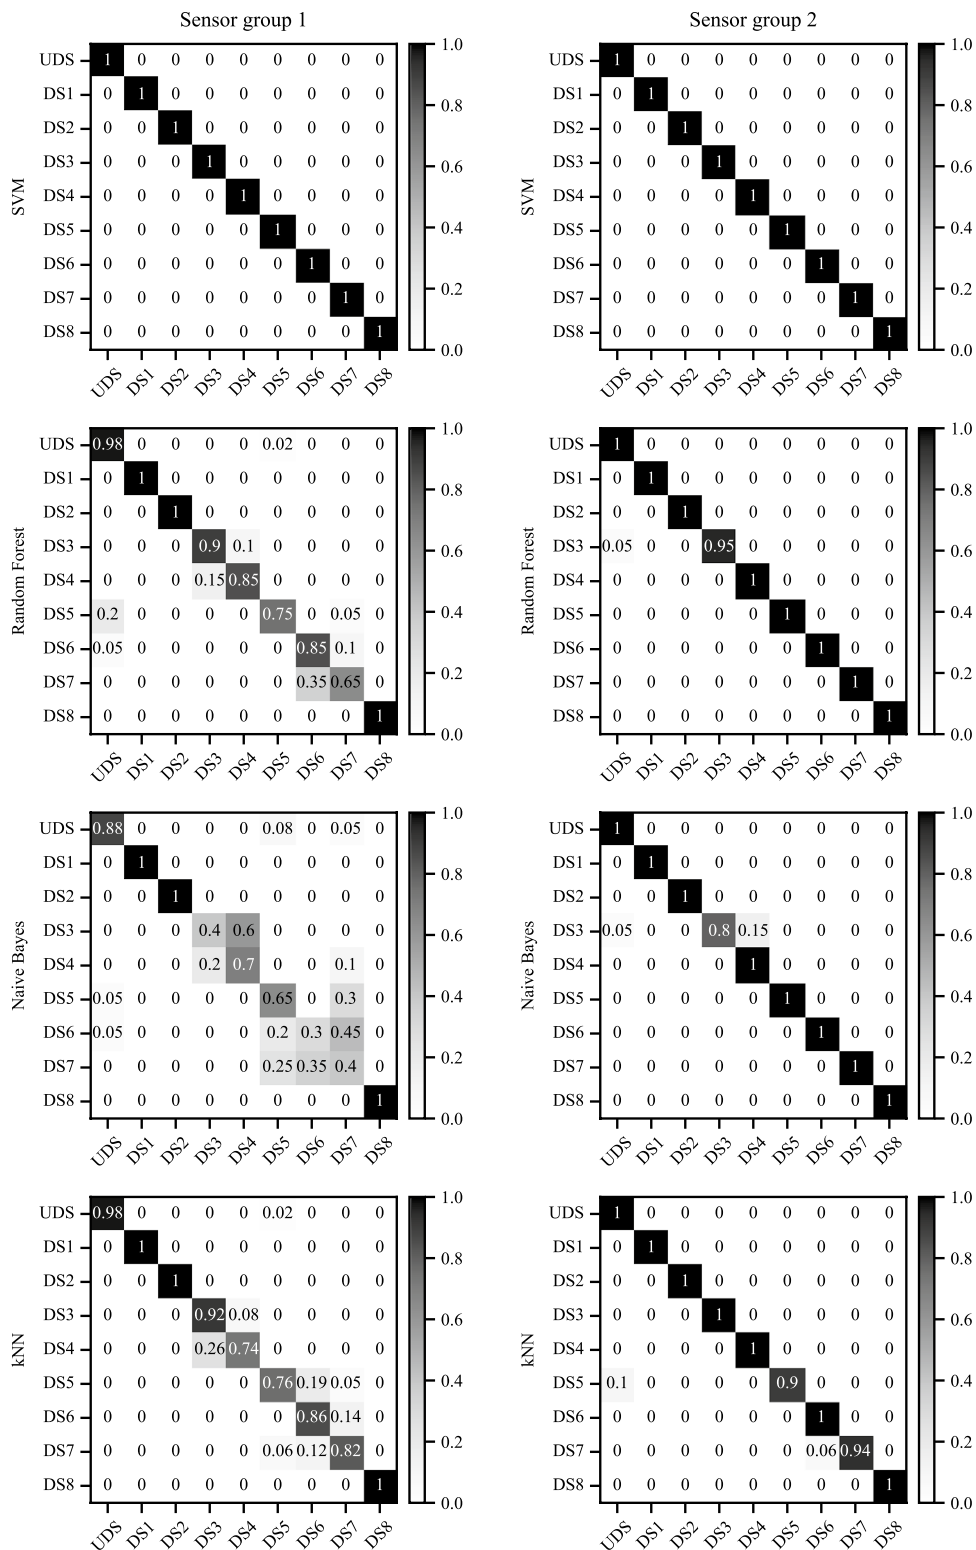 Sensor group 1 Sensor group 2
UDS 1 0 0 0 0 0 0 0 0 1.0 UDS 1 0 0 0 0 0 0 0 0 1.0
DS1 0 1 0 0 0 0 0 0 0 DS1 0 1 0 0 0 0 0 0 0
0.8 0.8
DS2 0 0 1 0 0 0 0 0 0 DS2 0 0 1 0 0 0 0 0 0
DS3 0 0 0 1 0 0 0 0 0 0.6 DS3 0 0 0 1 0 0 0 0 0 0.6
SVM DS4 0 0 0 0 1 0 0 0 0 SVM DS4 0 0 0 0 1 0 0 0 0
DS5 0 0 0 0 0 1 0 0 0 0.4 DS5 0 0 0 0 0 1 0 0 0 0.4
DS6 0 0 0 0 0 0 1 0 0 DS6 0 0 0 0 0 0 1 0 0
0.2 0.2
DS7 0 0 0 0 0 0 0 1 0 DS7 0 0 0 0 0 0 0 1 0
DS8 0 0 0 0 0 0 0 0 1 0.0 DS8 0 0 0 0 0 0 0 0 1 0.0
UDS DS1 DS2 DS3 DS4 DS5 DS6 DS7 DS8 UDS DS1 DS2 DS3 DS4 DS5 DS6 DS7 DS8
UDS 0.98 0 0 0 0 0.02 0 0 0 1.0 UDS 1 0 0 0 0 0 0 0 0 1.0
DS1 0 1 0 0 0 0 0 0 0 DS1 0 1 0 0 0 0 0 0 0
0.8 0.8
DS2 0 0 1 0 0 0 0 0 0 DS2 0 0 1 0 0 0 0 0 0
DS3 0 0 0 0.9 0.1 0 0 0 0 0.6 DS3 0.05 0 0 0.95 0 0 0 0 0 0.6
Random Forest DS4 0 0 0 0.15 0.85 0 0 0 0 Random Forest DS4 0 0 0 0 1 0 0 0 0
DS5 0.2 0 0 0 0 0.75 0 0.05 0 0.4 DS5 0 0 0 0 0 1 0 0 0 0.4
DS6 0.05 0 0 0 0 0 0.85 0.1 0 DS6 0 0 0 0 0 0 1 0 0
0.2 0.2
DS7 0 0 0 0 0 0 0.35 0.65 0 DS7 0 0 0 0 0 0 0 1 0
DS8 0 0 0 0 0 0 0 0 1 0.0 DS8 0 0 0 0 0 0 0 0 1 0.0
UDS DS1 DS2 DS3 DS4 DS5 DS6 DS7 DS8 UDS DS1 DS2 DS3 DS4 DS5 DS6 DS7 DS8
UDS 0.88 0 0 0 0 0.08 0 0.05 0 1.0 UDS 1 0 0 0 0 0 0 0 0 1.0
DS1 0 1 0 0 0 0 0 0 0 DS1 0 1 0 0 0 0 0 0 0
0.8 0.8
DS2 0 0 1 0 0 0 0 0 0 DS2 0 0 1 0 0 0 0 0 0
DS3 0 0 0 0.4 0.6 0 0 0 0 0.6 DS3 0.05 0 0 0.8 0.15 0 0 0 0 0.6
Naive Bayes DS4 0 0 0 0.2 0.7 0 0 0.1 0 Naive Bayes DS4 0 0 0 0 1 0 0 0 0
DS5 0.05 0 0 0 0 0.65 0 0.3 0 0.4 DS5 0 0 0 0 0 1 0 0 0 0.4
DS6 0.05 0 0 0 0 0.2 0.3 0.45 0 DS6 0 0 0 0 0 0 1 0 0
0.2 0.2
DS7 0 0 0 0 0 0.25 0.35 0.4 0 DS7 0 0 0 0 0 0 0 1 0
DS8 0 0 0 0 0 0 0 0 1 0.0 DS8 0 0 0 0 0 0 0 0 1 0.0
UDS DS1 DS2 DS3 DS4 DS5 DS6 DS7 DS8 UDS DS1 DS2 DS3 DS4 DS5 DS6 DS7 DS8
UDS 0.98 0 0 0 0 0.02 0 0 0 1.0 UDS 1 0 0 0 0 0 0 0 0 1.0
DS1 0 1 0 0 0 0 0 0 0 DS1 0 1 0 0 0 0 0 0 0
0.8 0.8
DS2 0 0 1 0 0 0 0 0 0 DS2 0 0 1 0 0 0 0 0 0
DS3 0 0 0 0.92 0.08 0 0 0 0 0.6 DS3 0 0 0 1 0 0 0 0 0 0.6
kNN DS4 0 0 0 0.26 0.74 0 0 0 0 kNN DS4 0 0 0 0 1 0 0 0 0
DS5 0 0 0 0 0 0.76 0.19 0.05 0 0.4 DS5 0.1 0 0 0 0 0.9 0 0 0 0.4
DS6 0 0 0 0 0 0 0.86 0.14 0 DS6 0 0 0 0 0 0 1 0 0
0.2 0.2
DS7 0 0 0 0 0 0.06 0.12 0.82 0 DS7 0 0 0 0 0 0 0.06 0.94 0
DS8 0 0 0 0 0 0 0 0 1 0.0 DS8 0 0 0 0 0 0 0 0 1 0.0
UDS DS1 DS2 DS3 DS4 DS5 DS6 DS7 DS8 UDS DS1 DS2 DS3 DS4 DS5 DS6 DS7 DS8